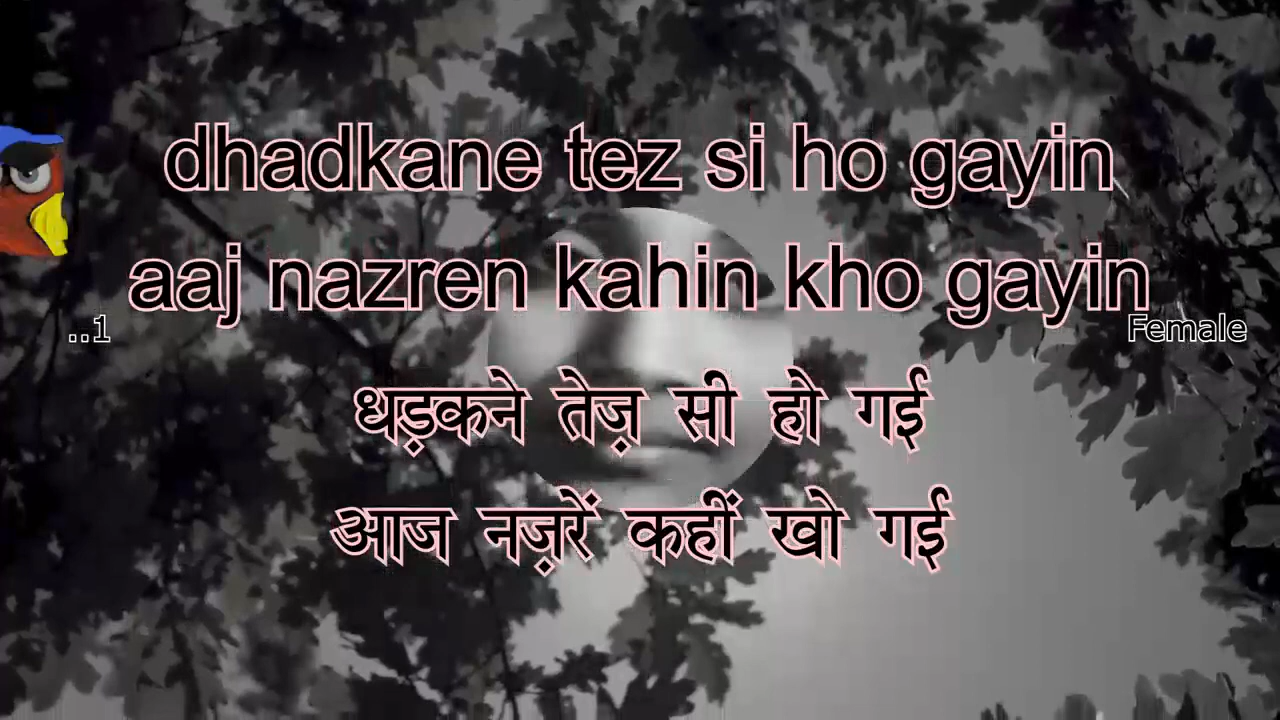 dhadkane tez si ho gayin
aaj nazren kahin kho gayin
..1
Female
धड़कने तेज़ सी हो गई
आज नज़रें कहीं खो गई